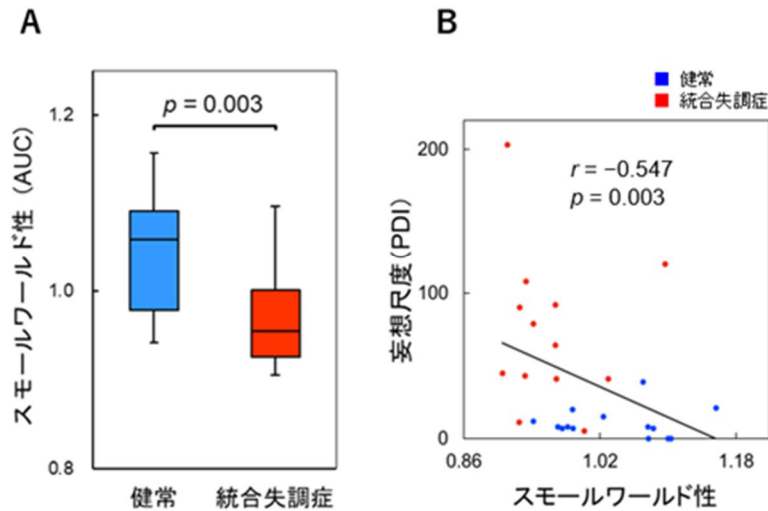 A
スモールワールド性 (AUC)
1.2
1.0
0.8
p = 0.003
健常
統合失調症
B
健常
統合失調症
妄想尺度(PDI)
200
100
0
r = −0.547
p = 0.003
0.86
1.02
1.18
スモールワールド性